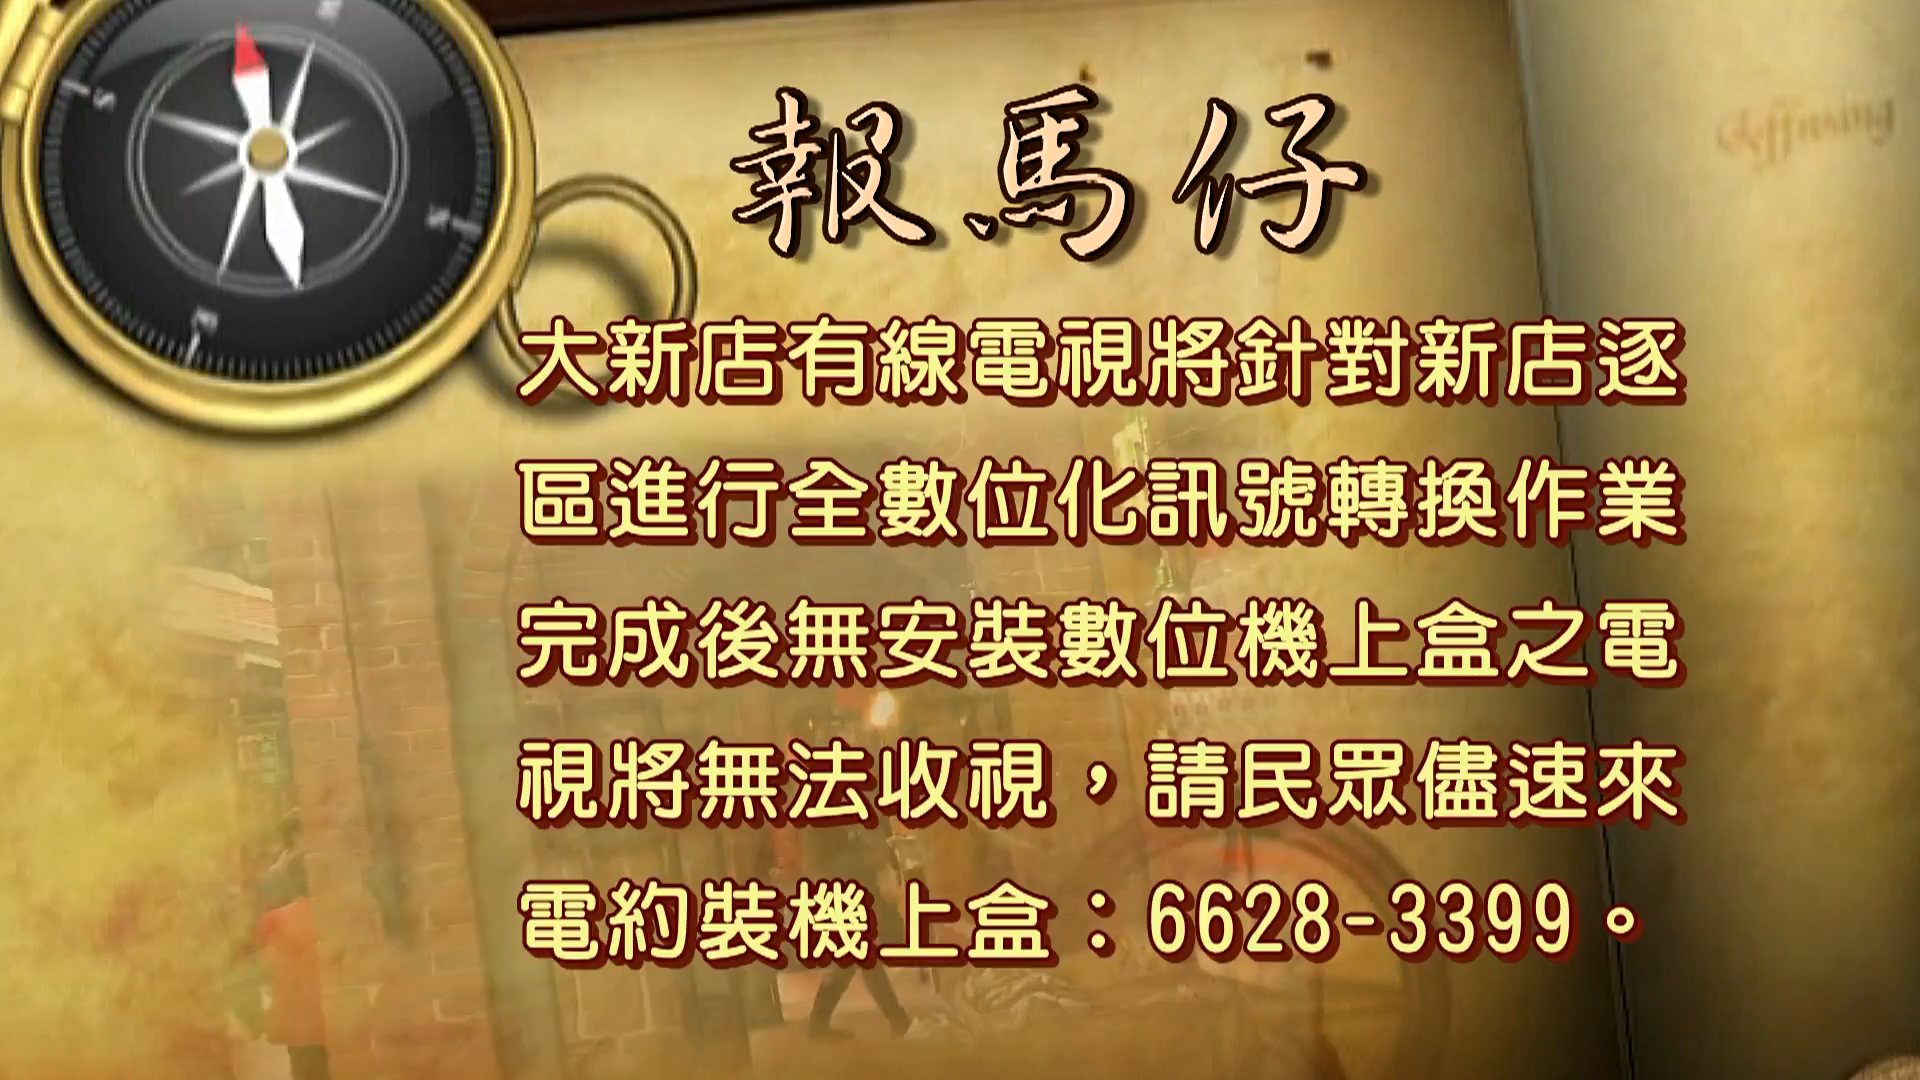 報馬仔
大新店有線電視將針對新店逐
區進行全數位化訊號轉換作業
完成後無安裝數位機上盒之電
視將無法收視，請民眾儘速來
電約裝機上盒：6628-3399。